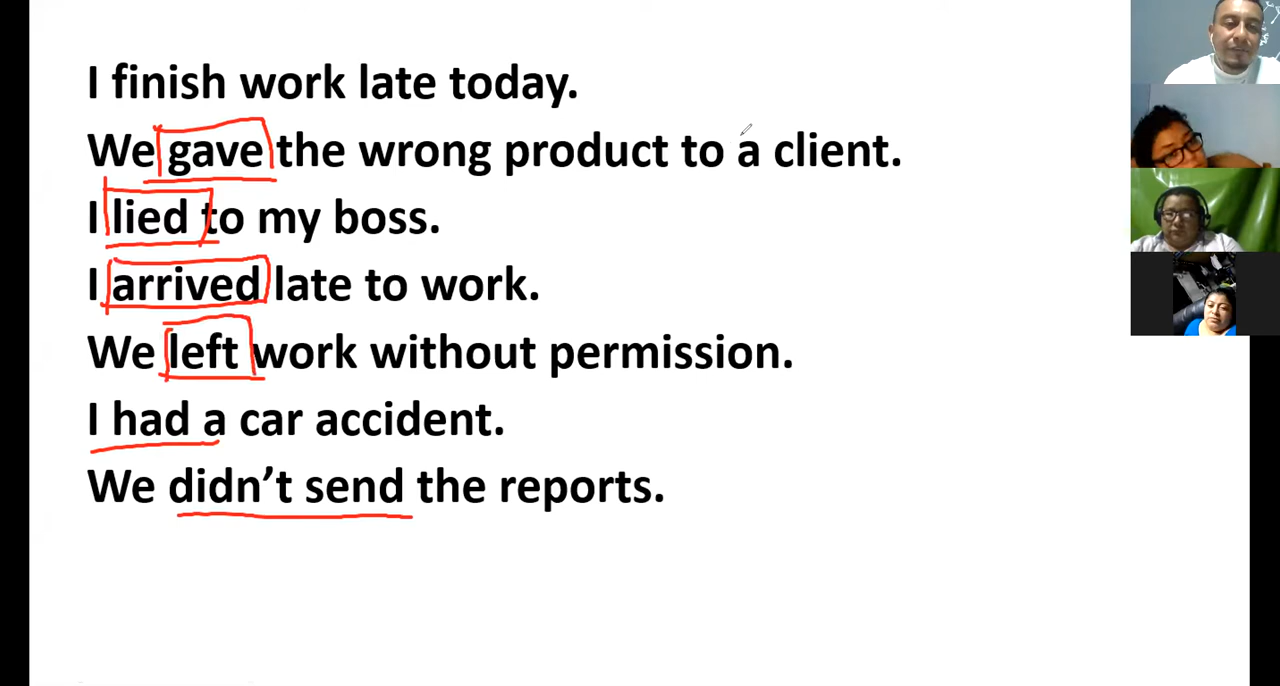 I finish work late today.
We gave the wrong product to a client.
I lied to my boss.
I arrived late to work.
We left work without permission.
I had a car accident.
We didn’t send the reports.